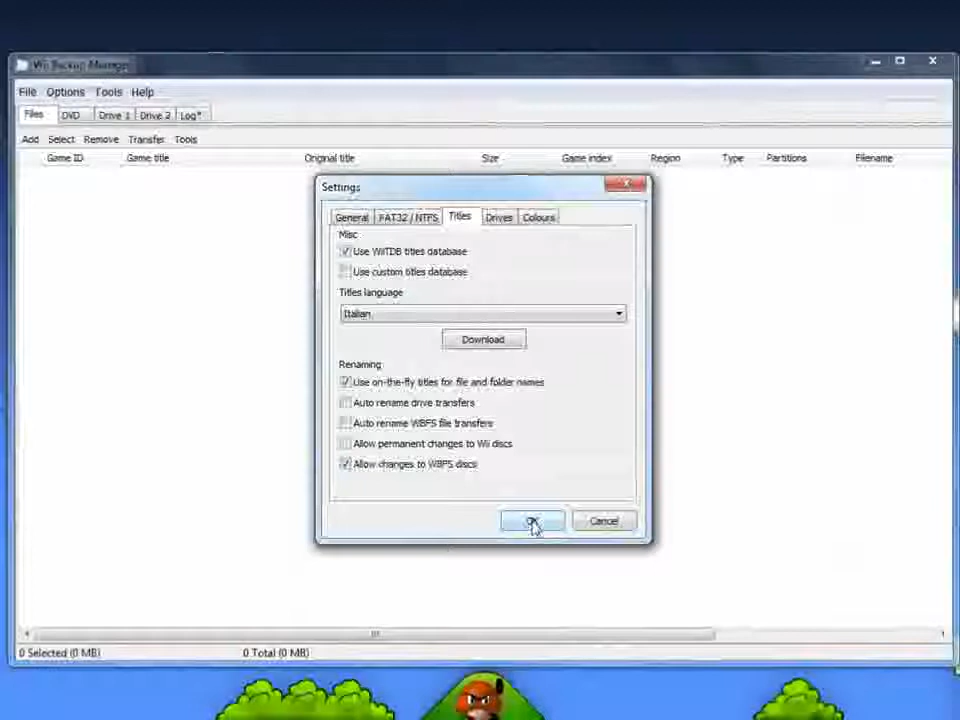 Wii Backup Manager
File Options Tools Help
Files DVD Drive 1 Drive 2 Log*
Add Select Remove Transfer Tools
Game ID Game title Original title Size Game index Region Type Partitions Filename
Settings
General FAT32 / NTFS Titles Drives Colours
Misc
Use WiiTDB titles database
Use custom titles database
Titles language
Italian
Download
Renaming
Use on-the-fly titles for file and folder names
Auto rename drive transfers
Auto rename WBFS file transfers
Allow permanent changes to Wii discs
Allow changes to WBFS discs
OK Cancel
0 Selected (0 MB) 0 Total (0 MB)